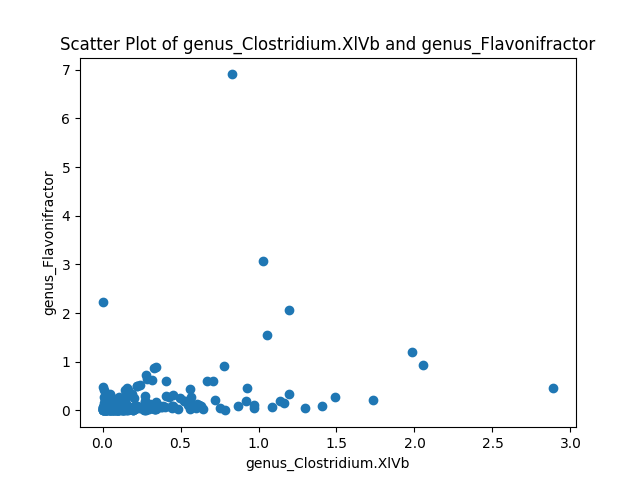 Scatter Plot of genus_Clostridium.XlVb and genus_Flavonifractor
7
6
5
4
3
2
1
0
genus_Flavonifractor
0.0 0.5 1.0 1.5 2.0 2.5 3.0
genus_Clostridium.XlVb